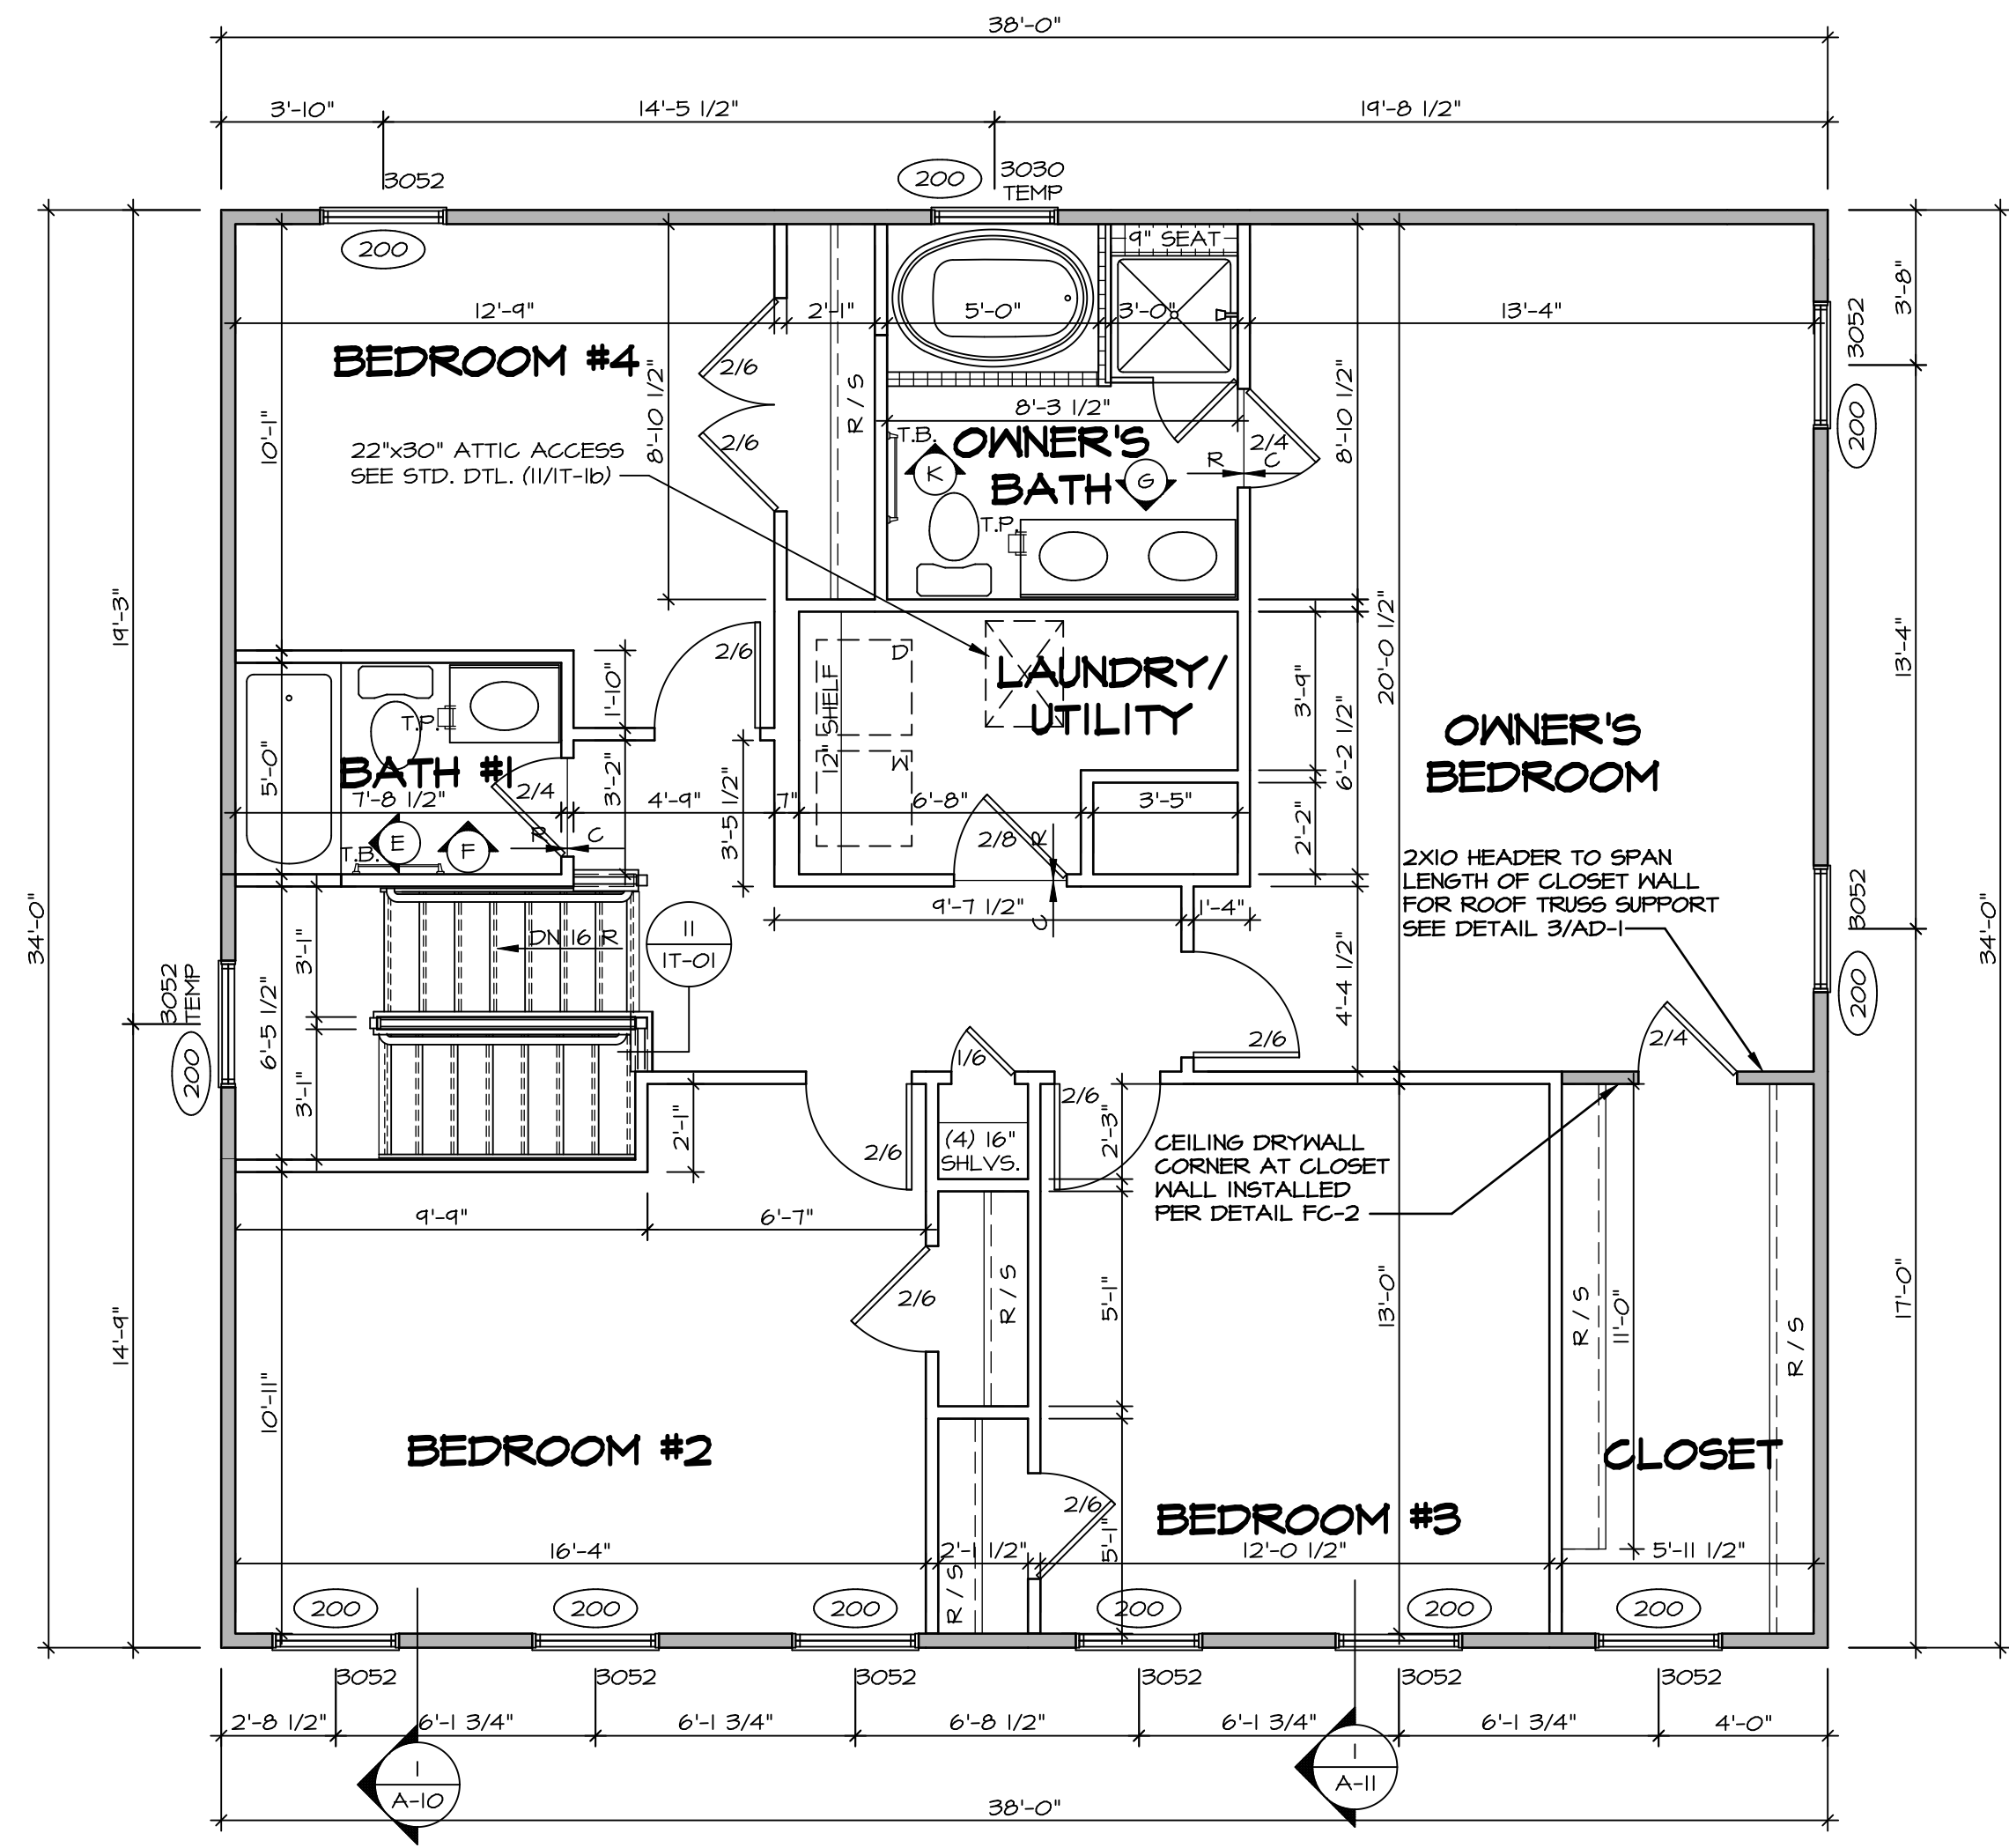 38'-0"
3'-10"
14'-5 1/2"
19'-8 1/2"
3052
200
3030
TEMP
200
9" SEAT
12'-9"
2'-1"
5'-0"
3'-0"
13'-4"
3'-8"
3052
200
BEDROOM #4
2/6
2/6
R / S
8'-10 1/2"
10'-1"
22"x30" ATTIC ACCESS
SEE STD. DTL. (11/IT-1b)
8'-3 1/2"
T.B.
OWNER'S
BATH
K
G
T.P.
2/4
R
C
8'-10 1/2"
19'-3"
13'-4"
20'-0 1/2"
2/6
1'-10"
D
12" SHELF
W
LAUNDRY/
UTILITY
3'-9"
6'-2 1/2"
2'-2"
OWNER'S
BEDROOM
T.P.
BATH #1
5'-0"
7'-8 1/2"
2/4
3'-2"
4'-9"
3'-5 1/2"
7"
6'-8"
3'-5"
2/8
R
C
E
F
T.B.
R
C
2X10 HEADER TO SPAN
LENGTH OF CLOSET WALL
FOR ROOF TRUSS SUPPORT
SEE DETAIL 3/AD-1
3052
200
34'-0"
34'-0"
9'-7 1/2"
1'-4"
DN 16 R
11
IT-01
3'-1"
6'-5 1/2"
3'-1"
3052
TEMP
200
4'-4 1/2"
2/6
1/6
2/4
2'-1"
2/6
(4) 16"
SHLVS.
2/6
2'-3"
CEILING DRYWALL
CORNER AT CLOSET
WALL INSTALLED
PER DETAIL FC-2
9'-9"
6'-7"
2/6
R / S
5'-1"
13'-0"
R / S
11'-0"
R / S
17'-0"
14'-9"
10'-11"
BEDROOM #2
CLOSET
2/6
BEDROOM #3
5'-1"
16'-4"
2'-1 1/2"
12'-0 1/2"
5'-11 1/2"
R / S
200
200
200
200
200
200
3052
3052
3052
3052
3052
3052
2'-8 1/2"
6'-1 3/4"
6'-1 3/4"
6'-8 1/2"
6'-1 3/4"
6'-1 3/4"
4'-0"
1
A-10
1
A-11
38'-0"